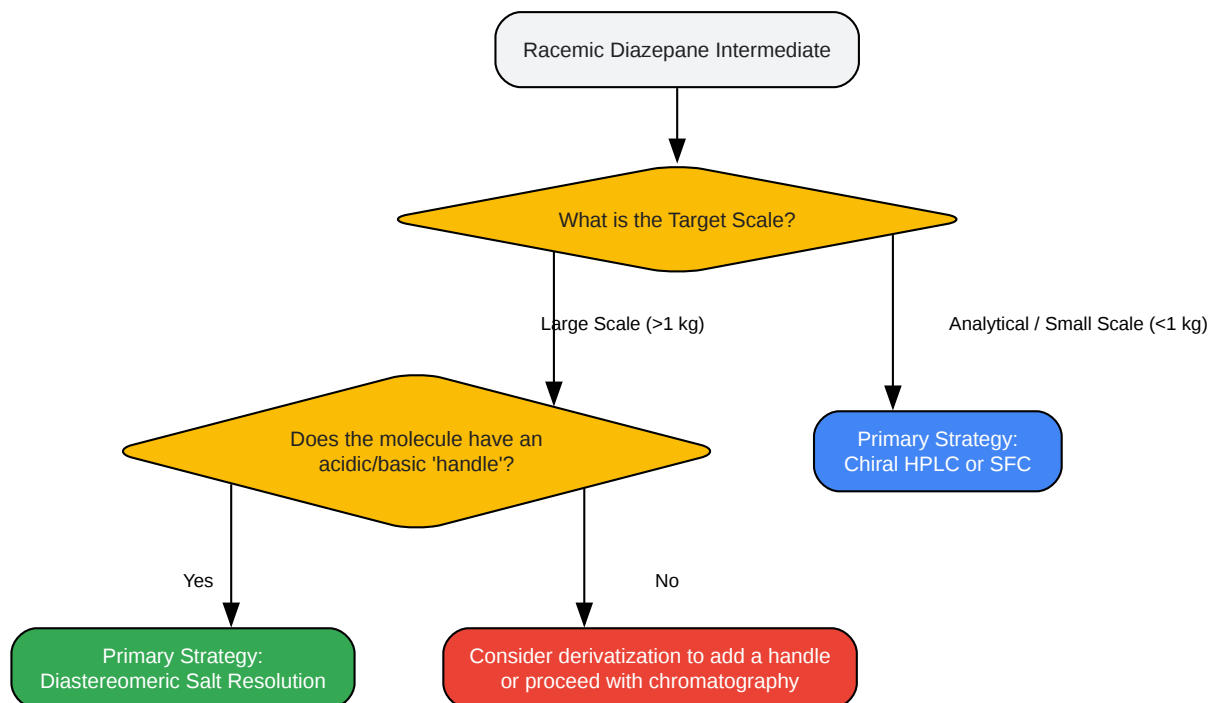 Racemic Diazepane Intermediate
What is the Target Scale?
Large Scale (>1 kg)
Analytical / Small Scale (<1 kg)
Does the molecule have an
acidic/basic 'handle'?
Primary Strategy:
Chiral HPLC or SFC
Yes
No
Primary Strategy:
Diastereomeric Salt Resolution
Consider derivatization to add a handle
or proceed with chromatography